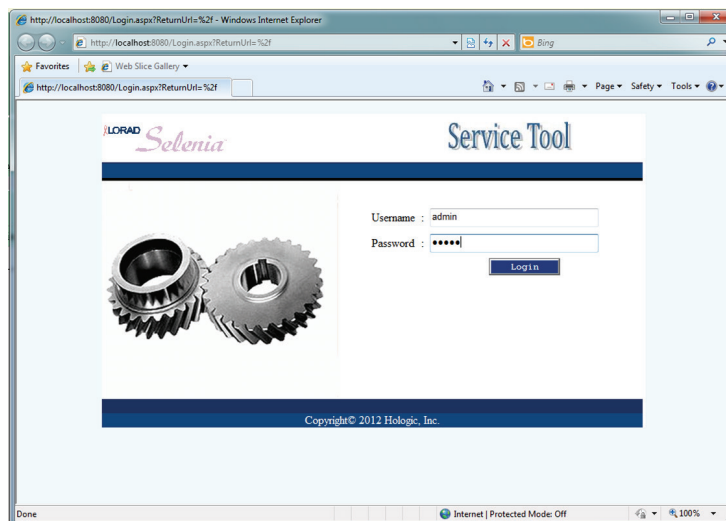 http://localhost:8080/Login.aspx?ReturnUrl=%2f - Windows Internet Explorer
http://localhost:8080/Login.aspx?ReturnUrl=%2f
Bing
Favorites
Web Slice Gallery
http://localhost:8080/Login.aspx?ReturnUrl=%2f
Page Safety Tools
LORAD Selenia
Service Tool
Username : admin
Password : •••••
Login
Copyright© 2012 Hologic, Inc.
Done
Internet | Protected Mode: Off
100%